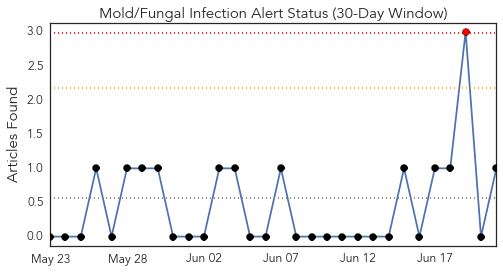 Mold/Fungal Infection Alert Status (30-Day Window)
Articles Found
3.0
2.5
2.0
1.5
1.0
0.5
0.0
May 23
May 28
Jun 02
Jun 07
Jun 12
Jun 17